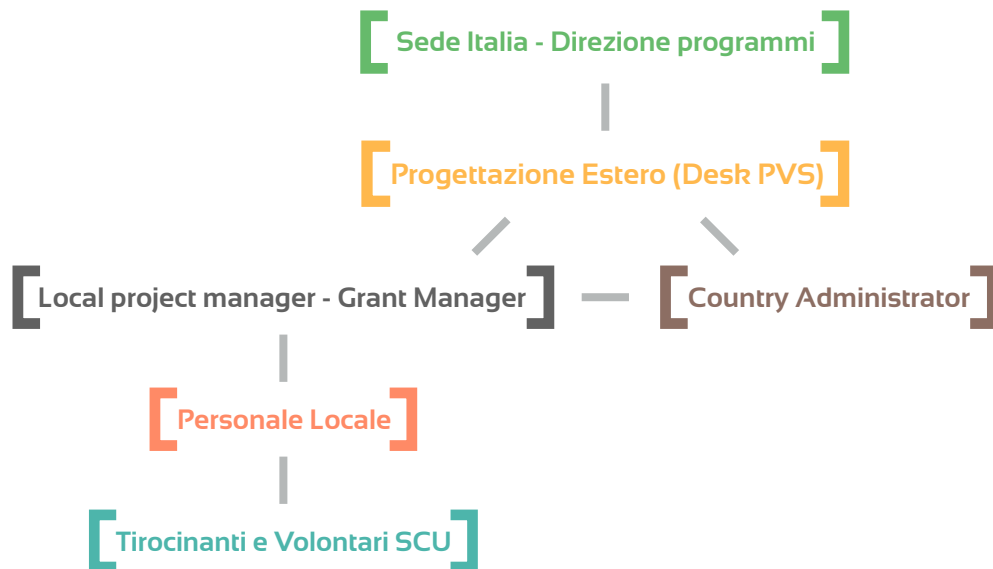 Sede Italia - Direzione programmi
Progettazione Estero (Desk PVS)
Local project manager - Grant Manager
Country Administrator
Personale Locale
Tirocinanti e Volontari SCU